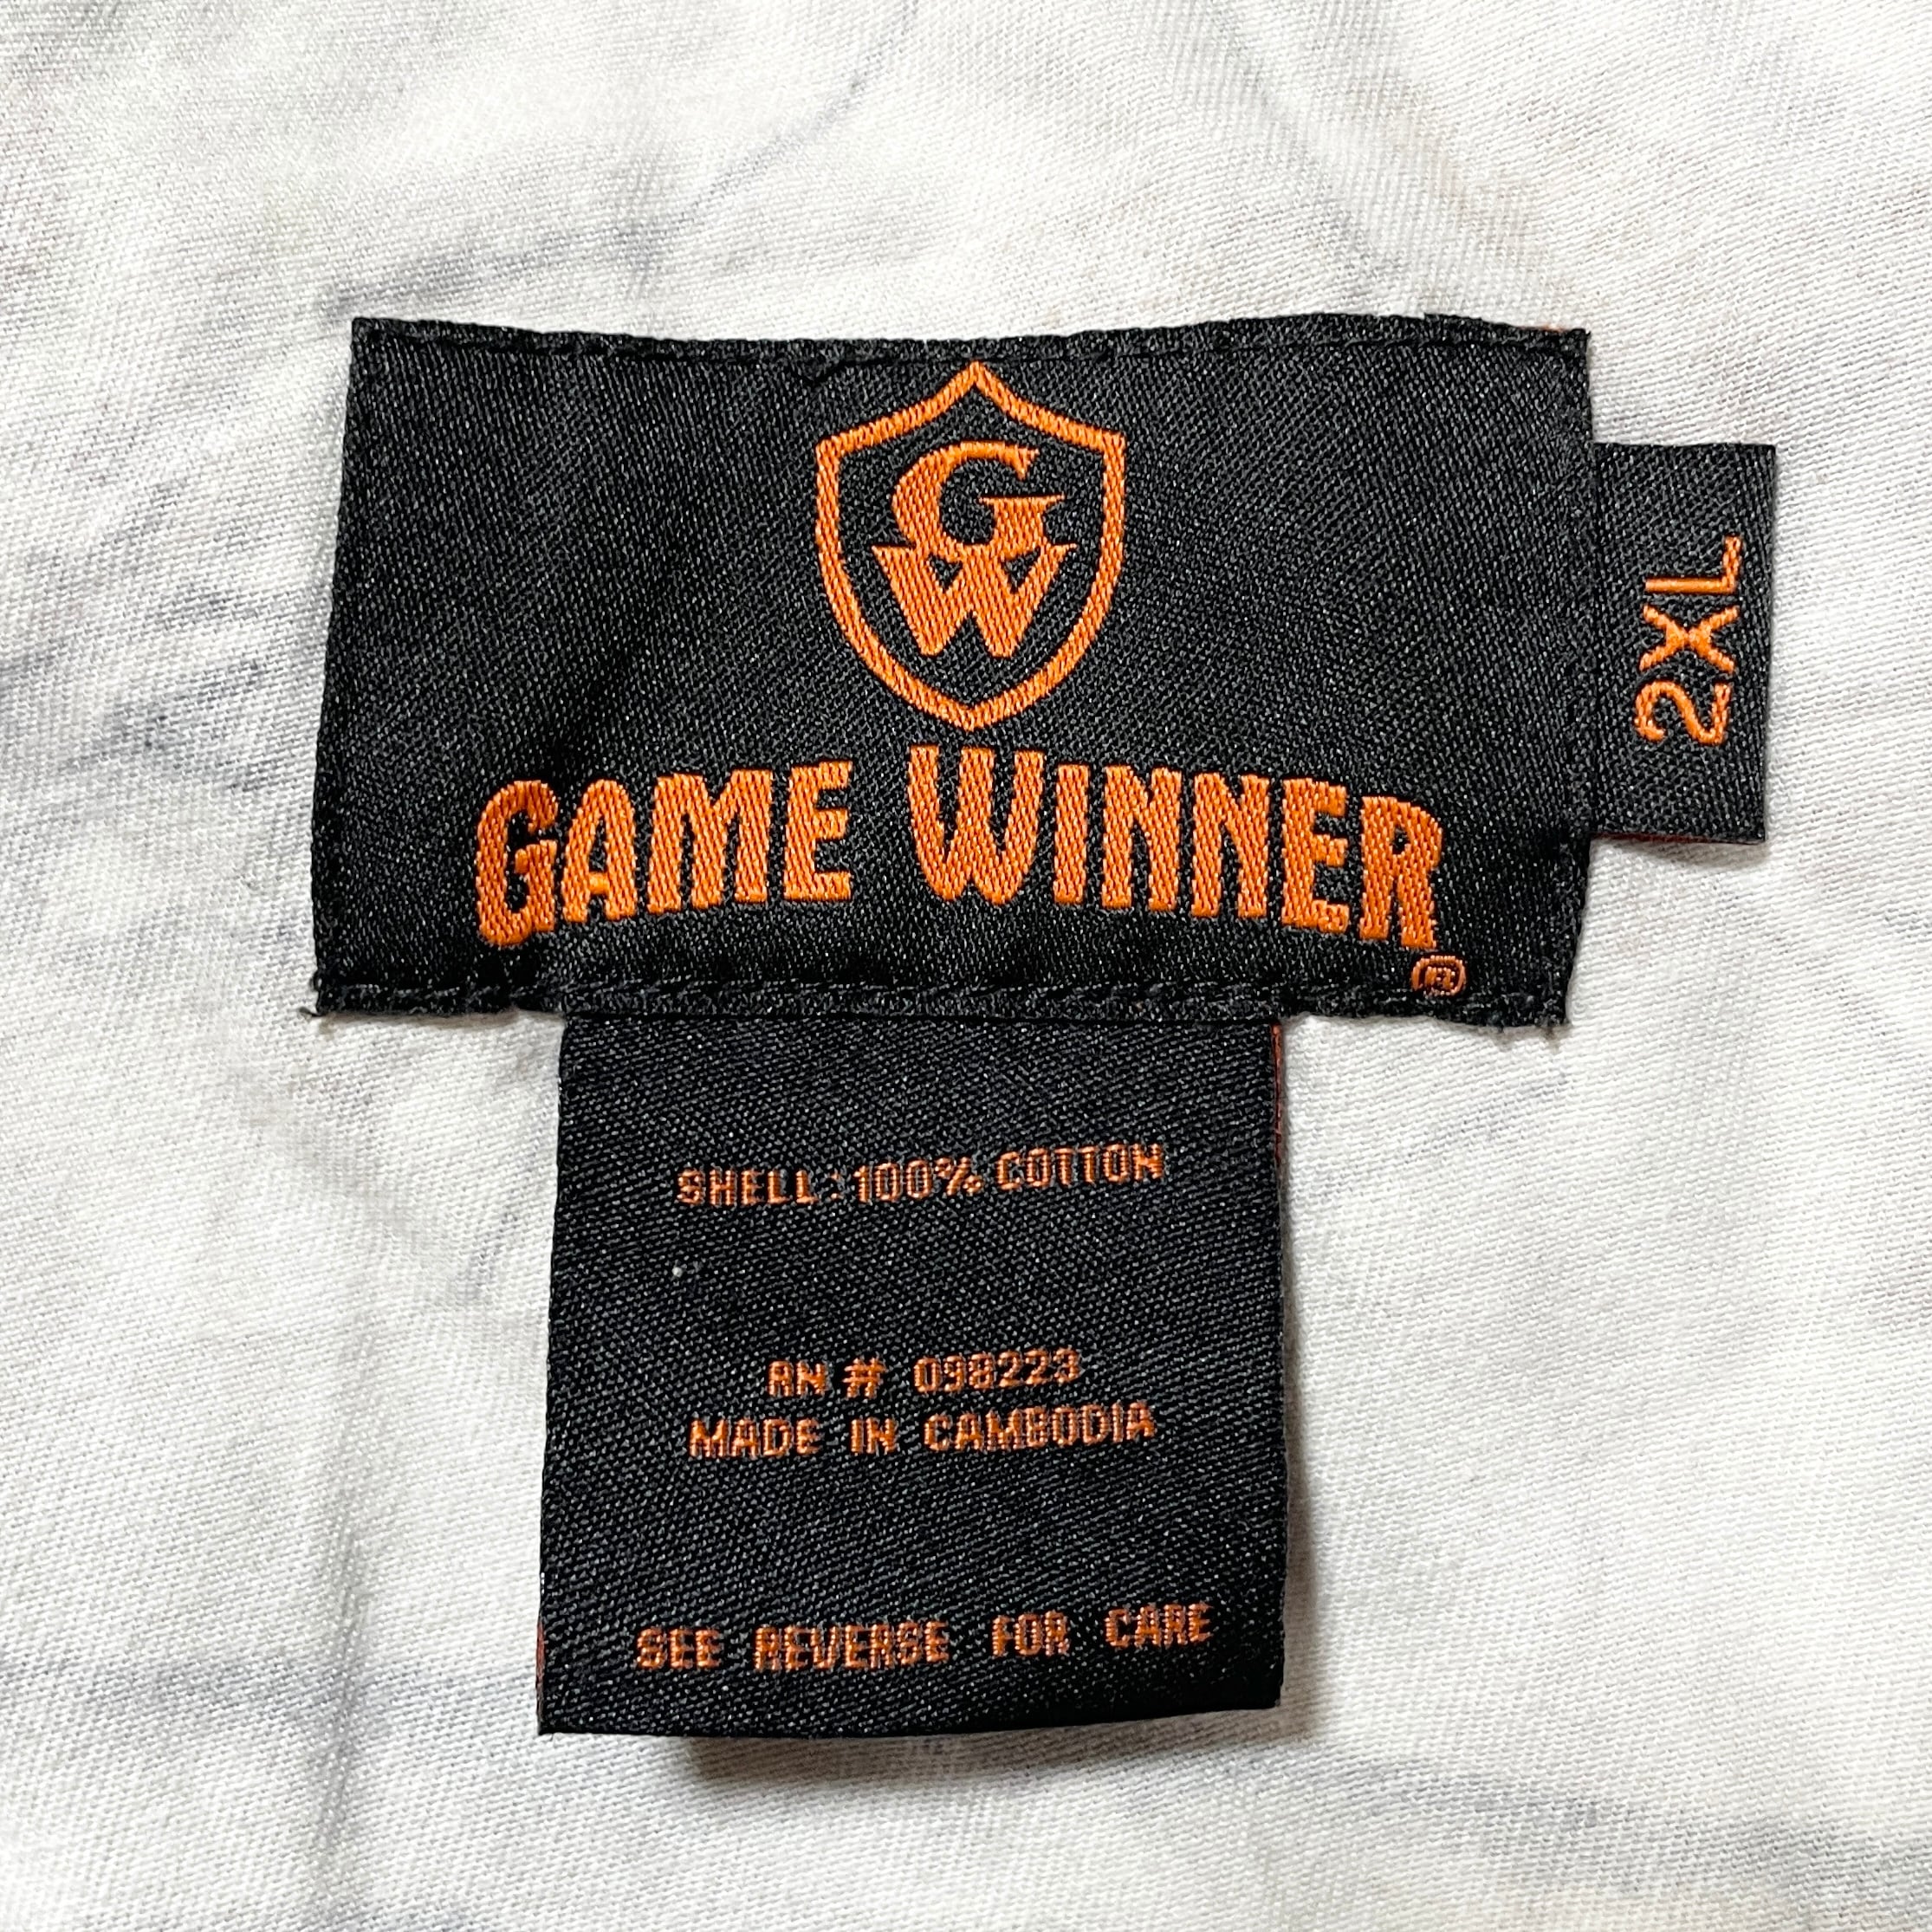 GW
GAME WINNER®
2XL
SHELL: 100% COTTON
RN # 098223
MADE IN CAMBODIA
SEE REVERSE FOR CARE